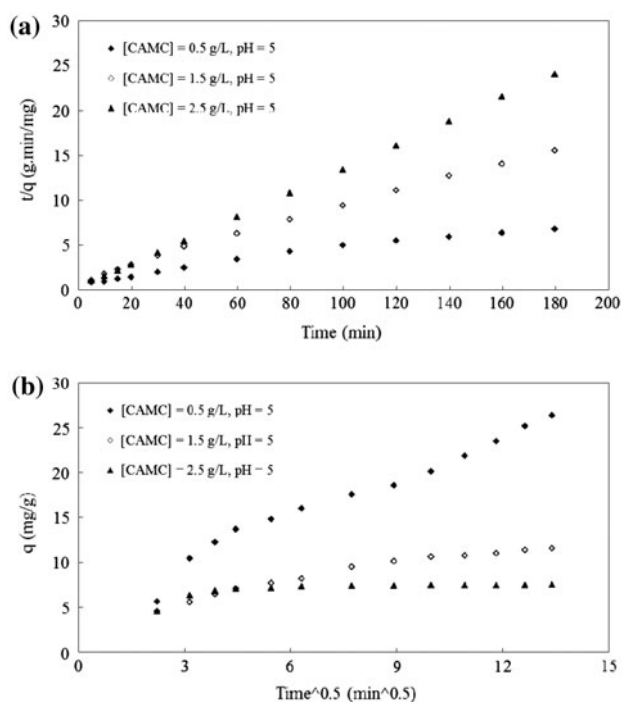 (a)
30
25
20
15
10
5
0
t/q (g.min/mg)
[CAMC] = 0.5 g/L, pH = 5
[CAMC] = 1.5 g/L, pH = 5
[CAMC] = 2.5 g/L, pH = 5
0 20 40 60 80 100 120 140 160 180 200
Time (min)
(b)
30
25
20
15
10
5
0
q (mg/g)
[CAMC] = 0.5 g/L, pH = 5
[CAMC] = 1.5 g/L, pH = 5
[CAMC] = 2.5 g/L, pH = 5
0 3 6 9 12 15
Time^0.5 (min^0.5)